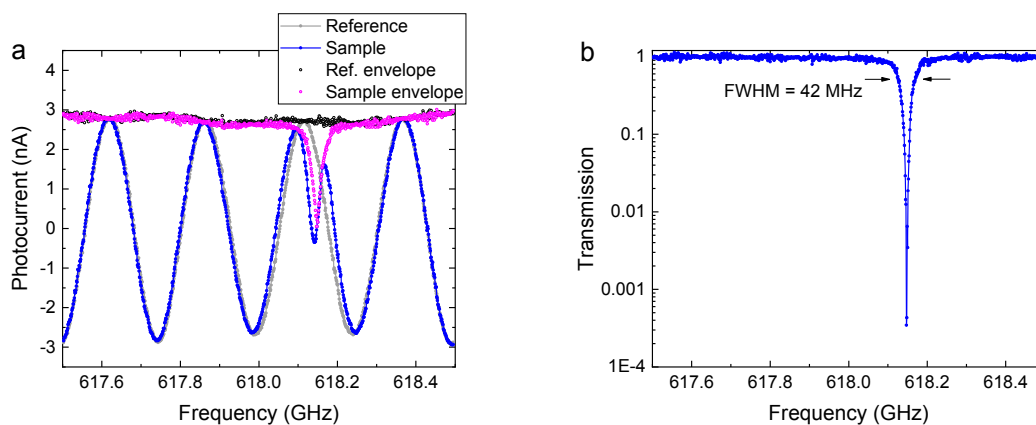 a
Reference
Sample
Ref. envelope
Sample envelope
Photocurrent (nA)
4
3
2
1
0
-1
-2
-3
617.6
617.8
618.0
618.2
618.4
Frequency (GHz)
b
Transmission
1
0.1
0.01
0.001
1E-4
FWHM = 42 MHz
617.6
617.8
618.0
618.2
618.4
Frequency (GHz)